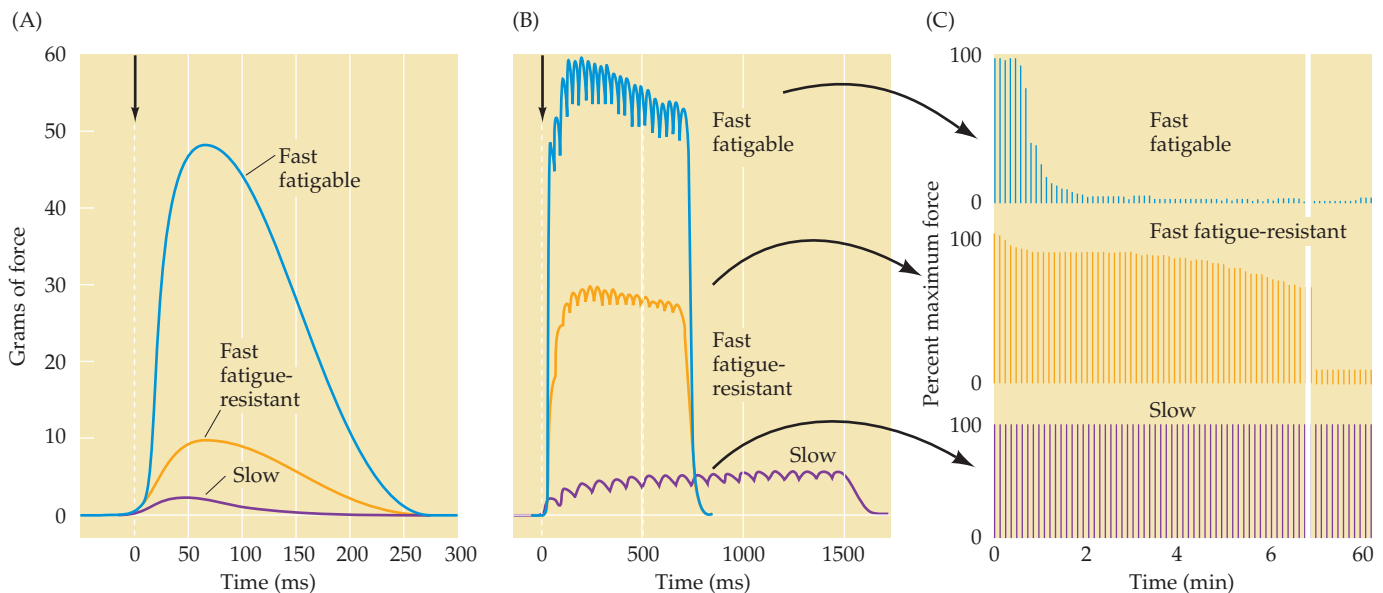 (A)
Grams of force
60
50
40
30
20
10
0
Fast
fatigable
Fast
fatigue-
resistant
Slow
0 50 100 150 200 250 300
Time (ms)
(B)
Fast
fatigable
Fast
fatigue-
resistant
Slow
0 500 1000 1500
Time (ms)
(C)
Percent maximum force
100
Fast
fatigable
0
100
Fast fatigue-resistant
0
Slow
100
0
0 2 4 6 60
Time (min)